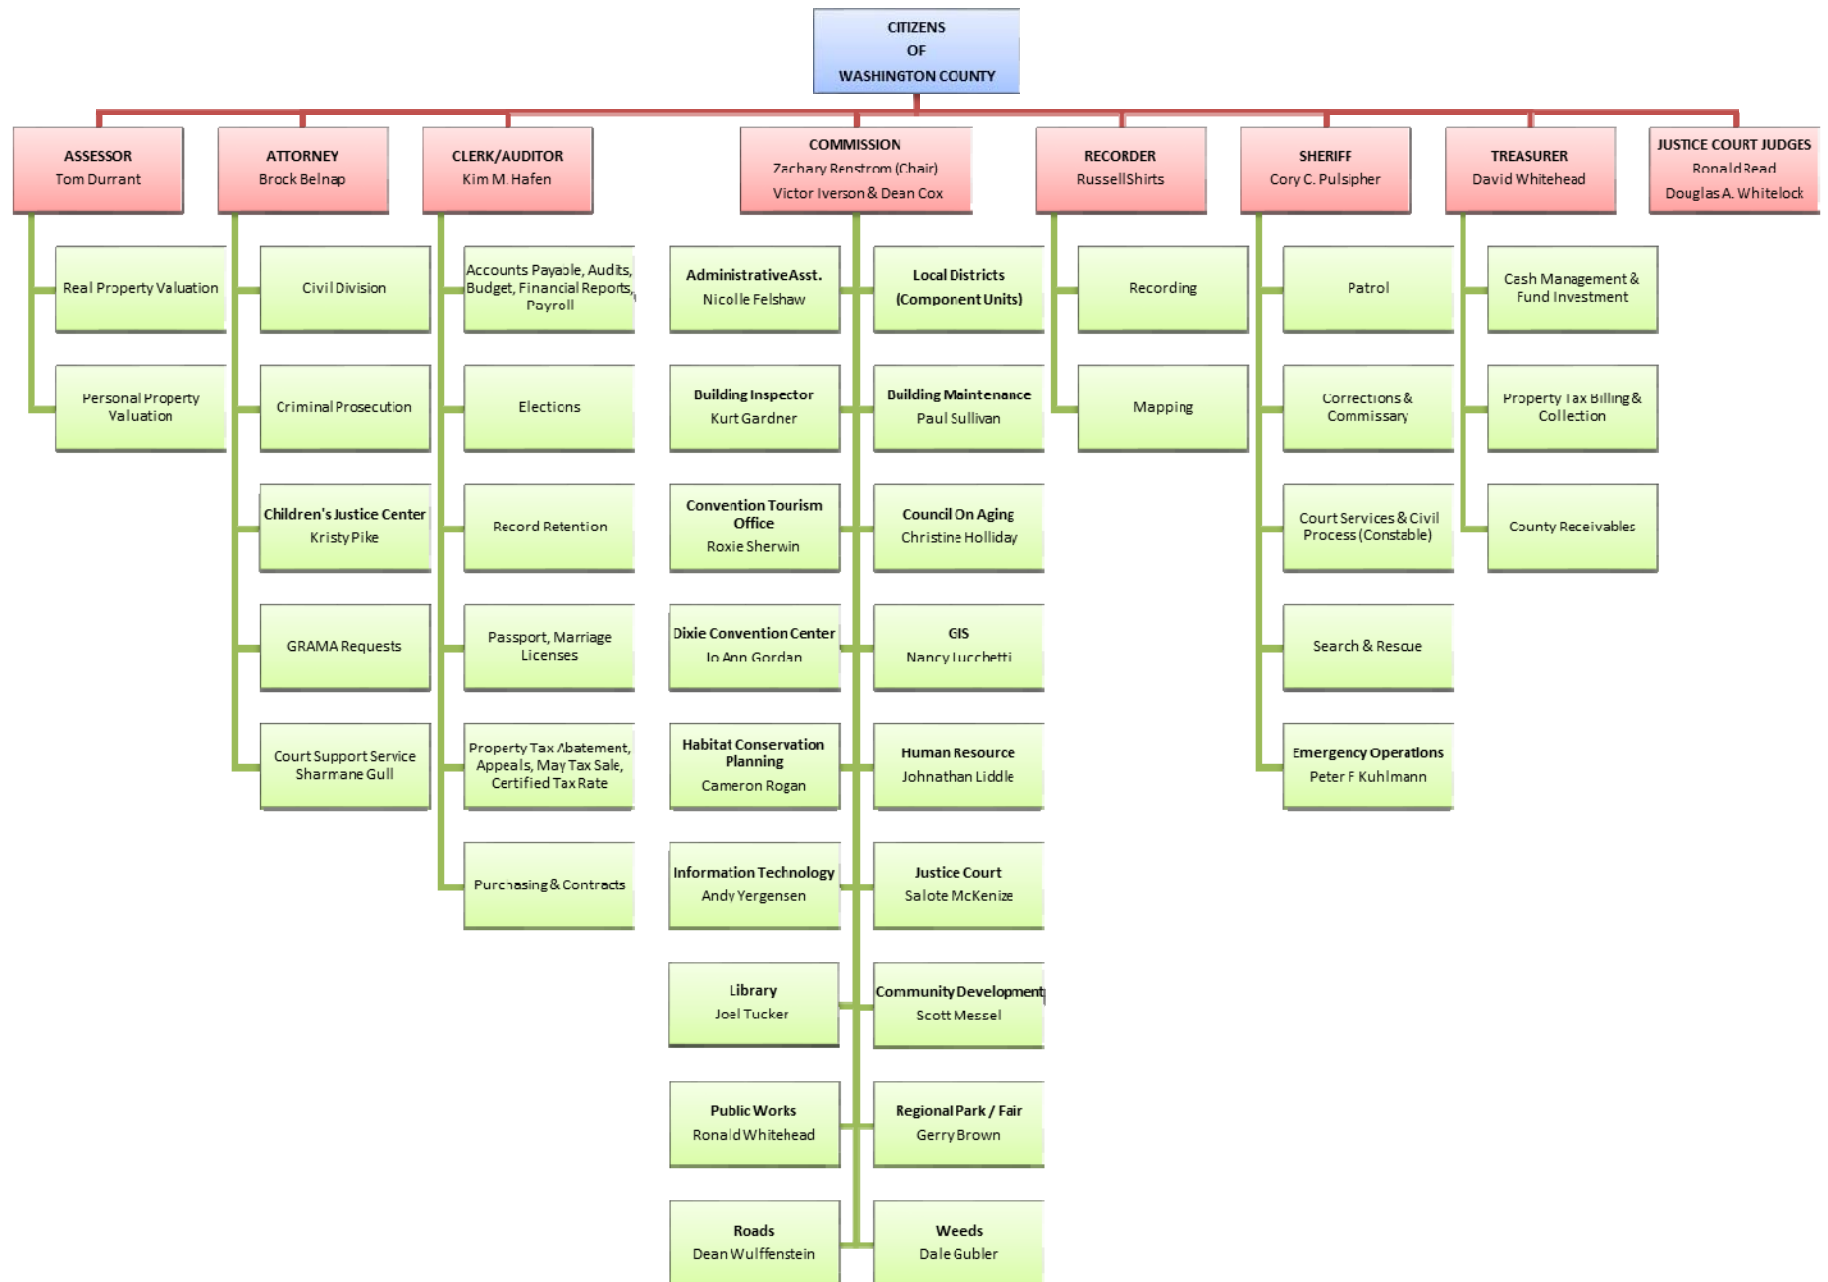 CITIZENS
OF
WASHINGTON COUNTY
ASSESSOR
Tom Durrant
ATTORNEY
Brock Belnap
CLERK/AUDITOR
Kim M. Hafen
COMMISSION
Zachary Renstrom (Chair)
Victor Iverson & Dean Cox
RECORDER
Russell Shirts
SHERIFF
Cory C. Pulsipher
TREASURER
David Whitehead
JUSTICE COURT JUDGES
Ronald Read
Douglas A. Whitelock
Real Property Valuation
Personal Property
Valuation
Civil Division
Criminal Prosecution
Children's Justice Center
Kristy Pike
GRAMA Requests
Court Support Service
Sharmane Gull
Accounts Payable, Audits,
Budget, Financial Reports,
Payroll
Elections
Record Retention
Passport, Marriage
Licenses
Property Tax Abatement,
Appeals, May Tax Sale,
Certified Tax Rate
Purchasing & Contracts
Administrative Asst.
Nicolle Felshaw
Local Districts
(Component Units)
Building Inspector
Kurt Gardner
Building Maintenance
Paul Sullivan
Convention Tourism
Office
Roxie Sherwin
Council On Aging
Christine Holliday
Dixie Convention Center
Jo Ann Gordan
GIS
Nancy Lucchetti
Habitat Conservation
Planning
Cameron Rogan
Human Resource
Johnathan Liddle
Information Technology
Andy Yergensen
Justice Court
Salote McKenize
Library
Joel Tucker
Community Development
Scott Messel
Public Works
Ronald Whitehead
Regional Park / Fair
Gerry Brown
Roads
Dean Wulffenstein
Weeds
Dale Gubler
Recording
Mapping
Patrol
Corrections &
Commissary
Court Services & Civil
Process (Constable)
Search & Rescue
Emergency Operations
Peter F Kuhlmann
Cash Management &
Fund Investment
Property Tax Billing &
Collection
County Receivables